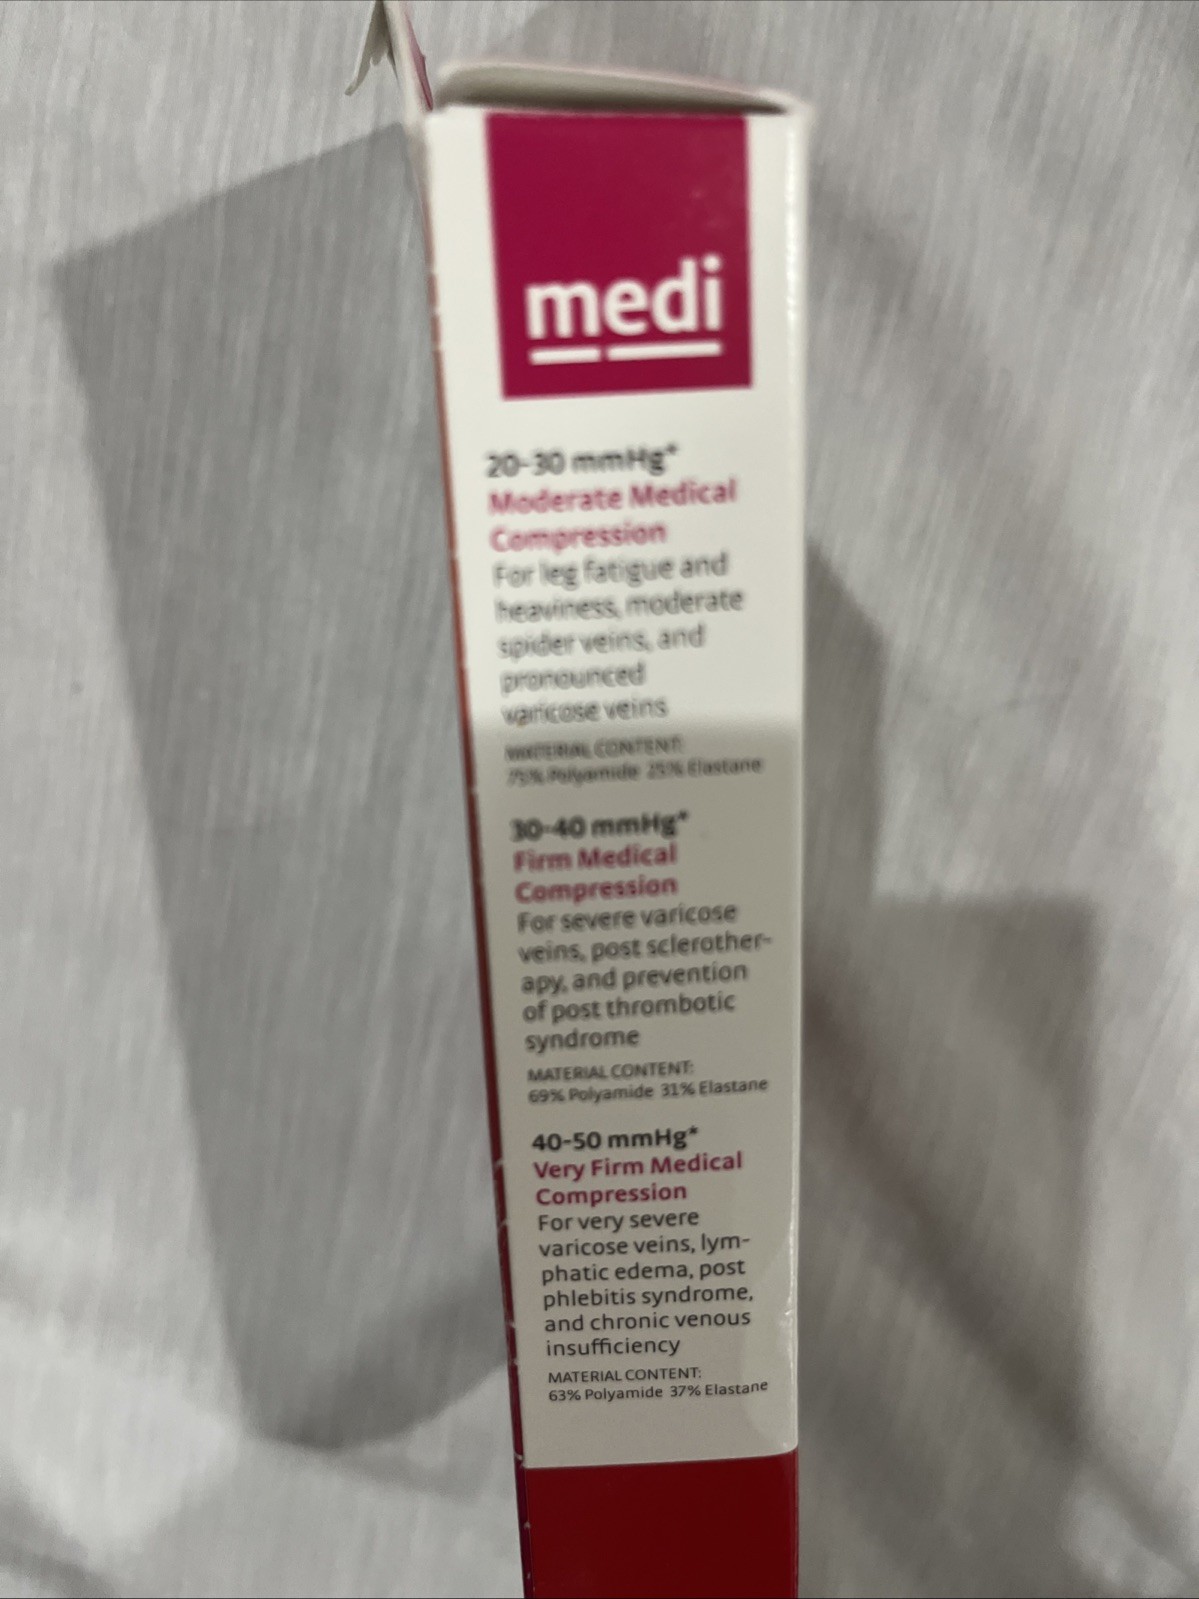 medi
20-30 mmHg*
Moderate Medical
Compression
For leg fatigue and
heaviness, moderate
spider veins, and
pronounced
varicose veins
MATERIAL CONTENT:
75% Polyamide 25% Elastane
30-40 mmHg*
Firm Medical
Compression
For severe varicose
veins, post sclerother-
apy, and prevention
of post thrombotic
syndrome
MATERIAL CONTENT:
69% Polyamide 31% Elastane
40-50 mmHg*
Very Firm Medical
Compression
For very severe
varicose veins, lym-
phatic edema, post
phlebitis syndrome,
and chronic venous
insufficiency
MATERIAL CONTENT:
63% Polyamide 37% Elastane